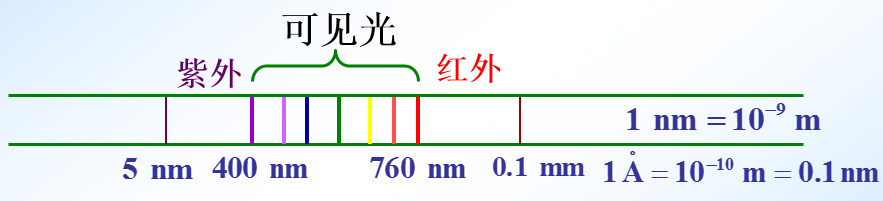 可见光
紫外
红外
1 nm = 10⁻⁹ m
5 nm
400 nm
760 nm
0.1 mm
1 Å = 10⁻¹⁰ m = 0.1 nm